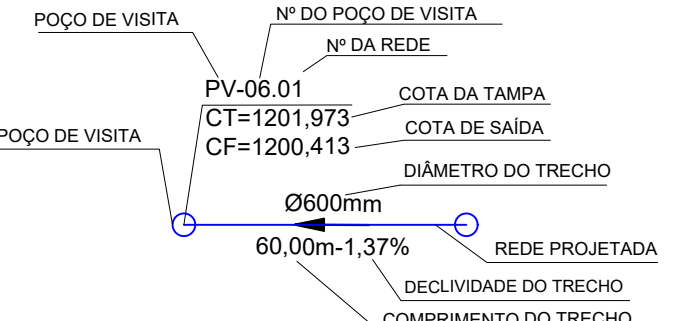 POÇO DE VISITA
Nº DO POÇO DE VISITA
Nº DA REDE
PV-06.01
CT=1201,973
CF=1200,413
COTA DA TAMPA
COTA DE SAÍDA
POÇO DE VISITA
DIÂMETRO DO TRECHO
Ø600mm
60,00m-1,37%
REDE PROJETADA
DECLIVIDADE DO TRECHO
COMPRIMENTO DO TRECHO